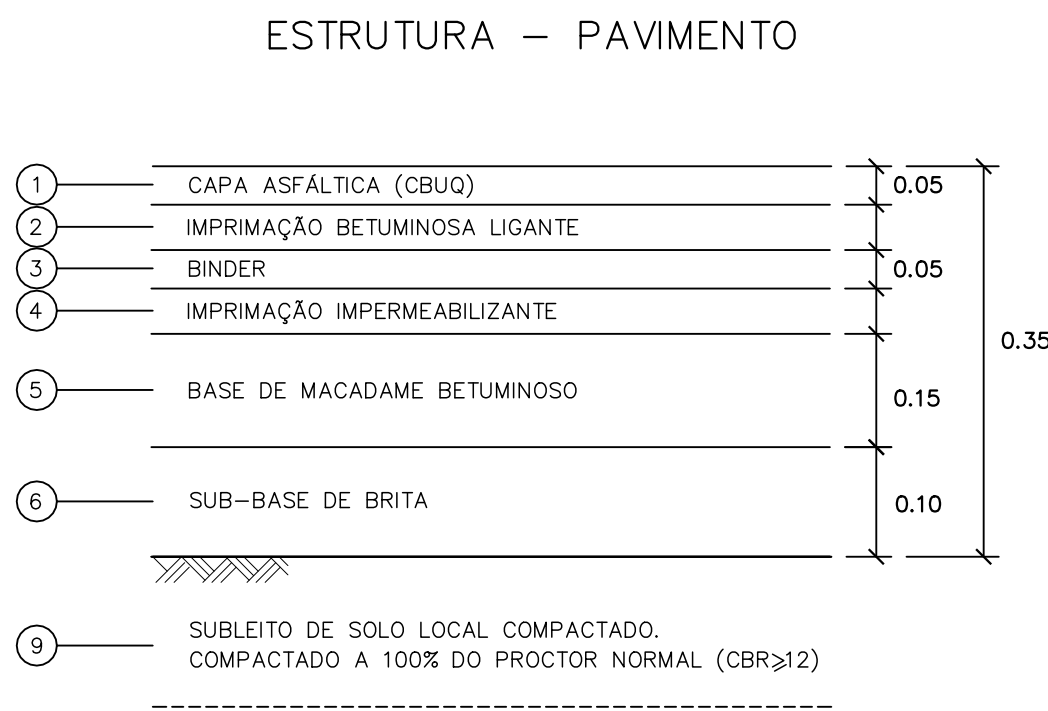 ESTRUTURA – PAVIMENTO
1 CAPA ASFÁLTICA (CBUQ) 0.05
2 IMPRIMAÇÃO BETUMINOSA LIGANTE
3 BINDER 0.05
4 IMPRIMAÇÃO IMPERMEABILIZANTE
0.35
5 BASE DE MACADAME BETUMINOSO 0.15
6 SUB–BASE DE BRITA 0.10
9 SUBLEITO DE SOLO LOCAL COMPACTADO.
COMPACTADO A 100% DO PROCTOR NORMAL (CBR⩾12)